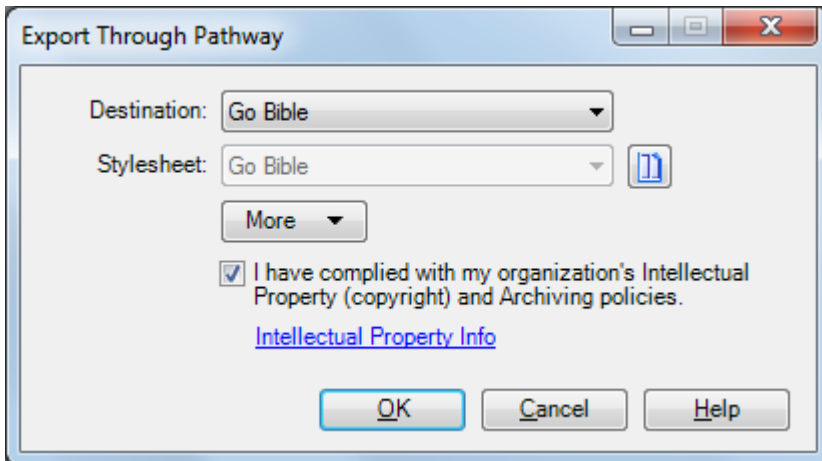 Export Through Pathway
Destination: Go Bible
Stylesheet: Go Bible
More
I have complied with my organization's Intellectual
Property (copyright) and Archiving policies.
Intellectual Property Info
OK Cancel Help